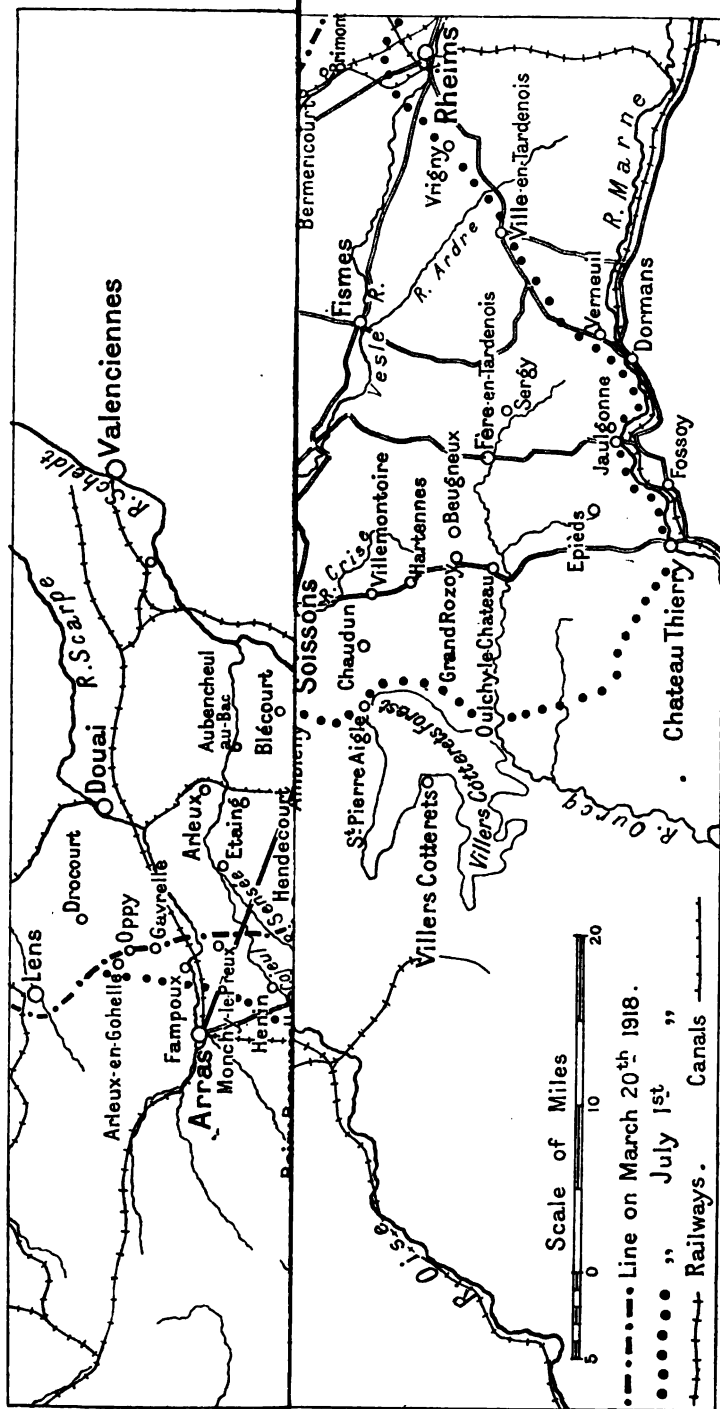 Lens
Drocourt
Douai
R. Scarpe
Valenciennes
R. Scheldt
Arleux-en-Gohelle
Oppy
Gavrelle
Fampoux
Arras
Monchy-le-Preux
Henin
Arleux
Etaing
Aubencheul
au-Bac
Blécourt
Hendecourt
Sensée
Soissons
Bermericourt
Brimont
Rheims
Fismes
R.
Vesle
R. Ardre
Vrigny
Ville-en-Tardenois
R. Marne
Verneuil
Dormans
R. Crise
Villemontoire
Hartennes
Chaudun
Grand Rozoy
Beugneux
Fère-en-Tardenois
Sergy
Oulchy-le-Chateau
Jaulgonne
Fossoy
Epièds
Chateau Thierry
St Pierre Aigle
Villers Cotterets
Villers Cotterets Forest
R. Ourcq
R. Oise
Scale of Miles
5 0 10 20
Line on March 20th 1918.
„ July 1st „
Railways. Canals